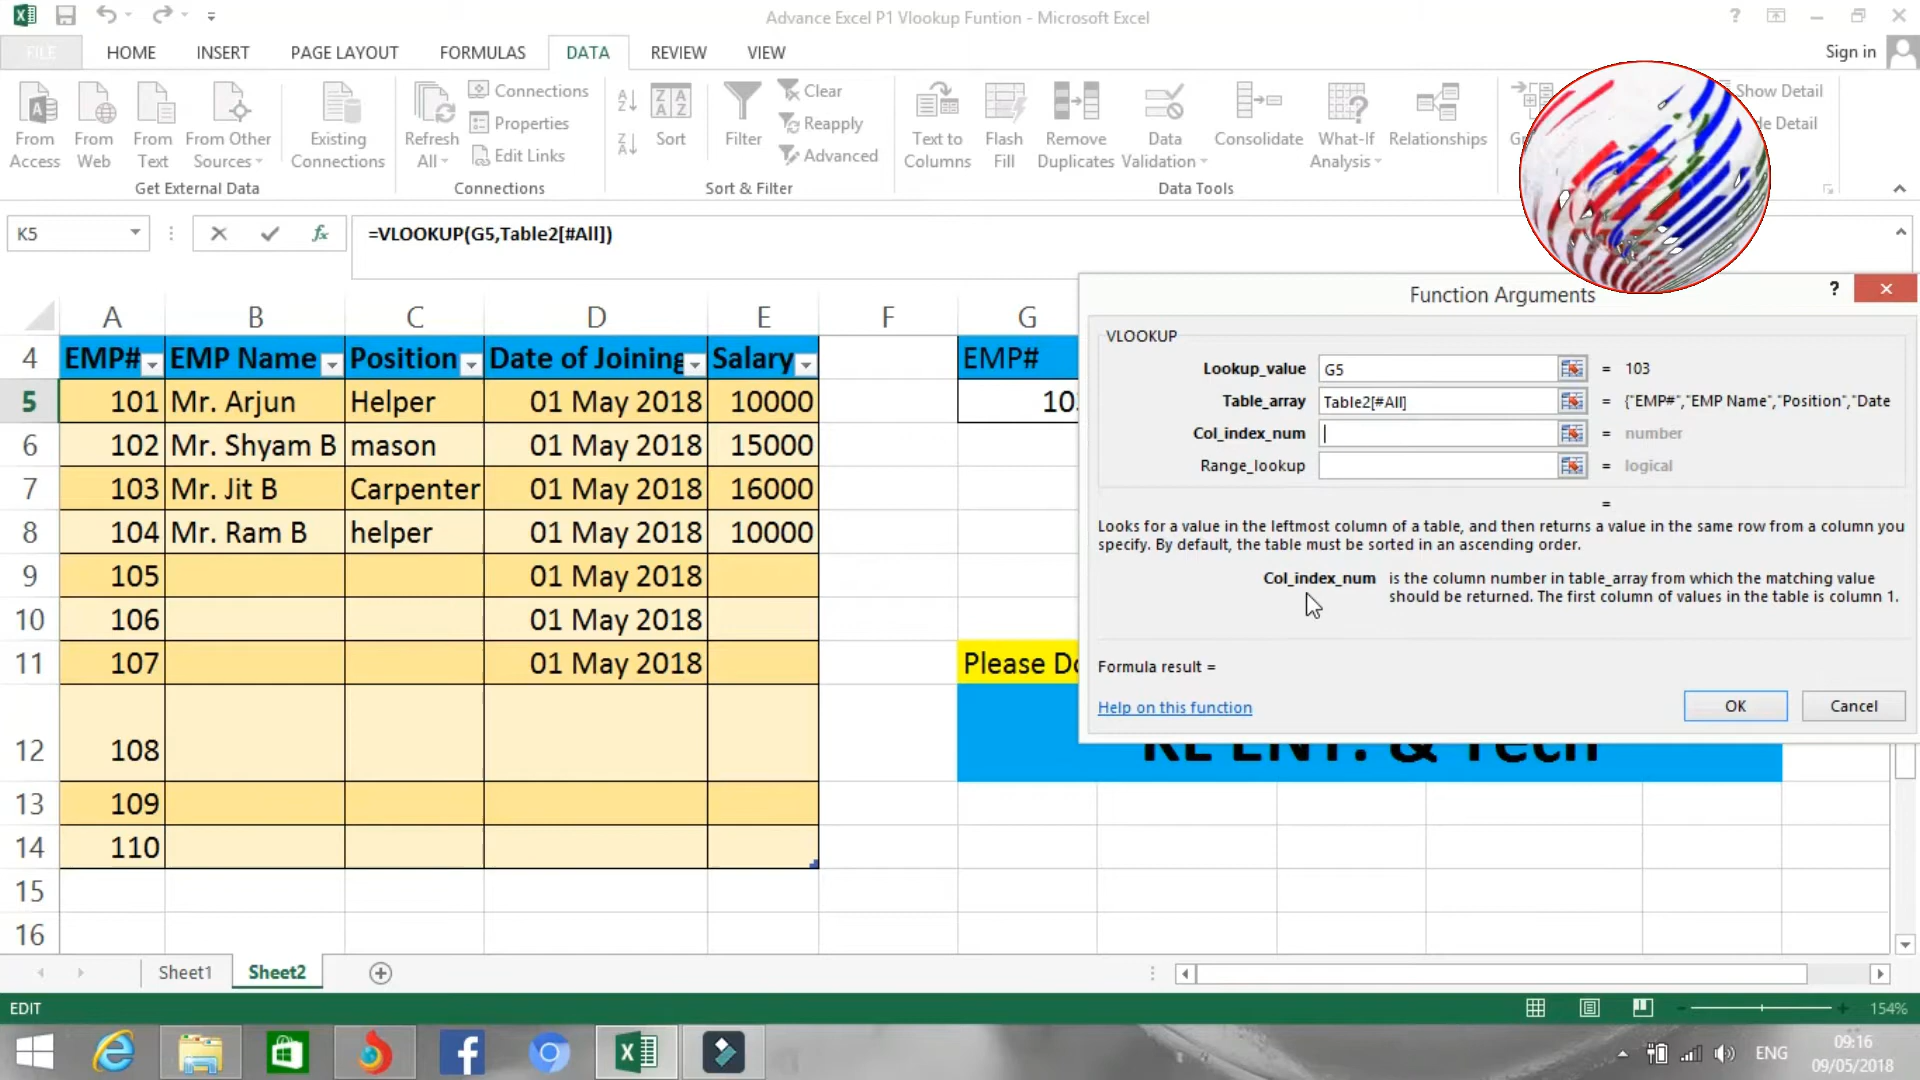 Advance Excel P1 Vlookup Funtion - Microsoft Excel
FILE HOME INSERT PAGE LAYOUT FORMULAS DATA REVIEW VIEW
Sign in
From Access
From Web
From Text
From Other Sources
Existing Connections
Get External Data
Refresh All
Connections
Properties
Edit Links
Connections
Sort
Filter
Clear
Reapply
Advanced
Sort & Filter
Text to Columns
Flash Fill
Remove Duplicates
Data Validation
Consolidate
What-If Analysis
Relationships
Data Tools
Show Detail
Detail
K5
fx
=VLOOKUP(G5,Table2[#All])
A B C D E F G
4 EMP# EMP Name Position Date of Joining Salary EMP#
5 101 Mr. Arjun Helper 01 May 2018 10000
6 102 Mr. Shyam B mason 01 May 2018 15000
7 103 Mr. Jit B Carpenter 01 May 2018 16000
8 104 Mr. Ram B helper 01 May 2018 10000
9 105 01 May 2018
10 106 01 May 2018
11 107 01 May 2018 Please
12 108
13 109
14 110
15
16
Function Arguments
VLOOKUP
Lookup_value G5 = 103
Table_array Table2[#All] = {"EMP#","EMP Name","Position","Date
Col_index_num = number
Range_lookup = logical
=
Looks for a value in the leftmost column of a table, and then returns a value in the same row from a column you
specify. By default, the table must be sorted in an ascending order.
Col_index_num is the column number in table_array from which the matching value
should be returned. The first column of values in the table is column 1.
Formula result =
Help on this function
OK Cancel
ENT. & Tech
Sheet1 Sheet2
EDIT
154%
ENG
09:16
09/05/2018